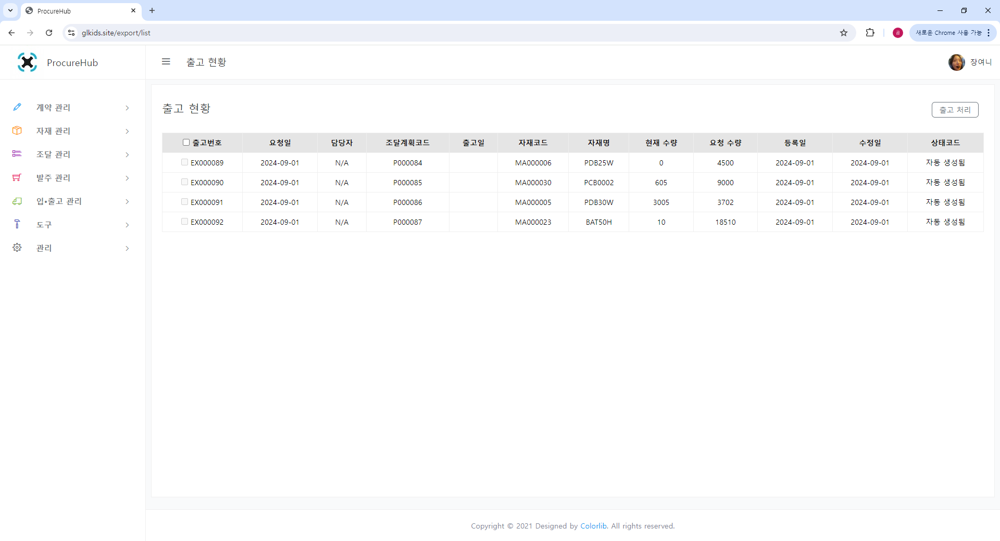 ProcureHub
glkids.site/export/list
곰
새로운 Chrome 사용 가능
ProcureHub
출고 현황
장여니
계약 관리
자재 관리
조달 관리
발주 관리
입•출고 관리
도구
관리
출고 현황
출고 처리
출고번호 요청일 담당자 조달계획코드 출고일 자재코드 자재명 현재 수량 요청 수량 등록일 수정일 상태코드
EX000089 2024-09-01 N/A P000084 MA000006 PDB25W 0 4500 2024-09-01 2024-09-01 자동 생성됨
EX000090 2024-09-01 N/A P000085 MA000030 PCB0002 605 9000 2024-09-01 2024-09-01 자동 생성됨
EX000091 2024-09-01 N/A P000086 MA000005 PDB30W 3005 3702 2024-09-01 2024-09-01 자동 생성됨
EX000092 2024-09-01 N/A P000087 MA000023 BAT50H 10 18510 2024-09-01 2024-09-01 자동 생성됨
Copyright © 2021 Designed by Colorlib. All rights reserved.